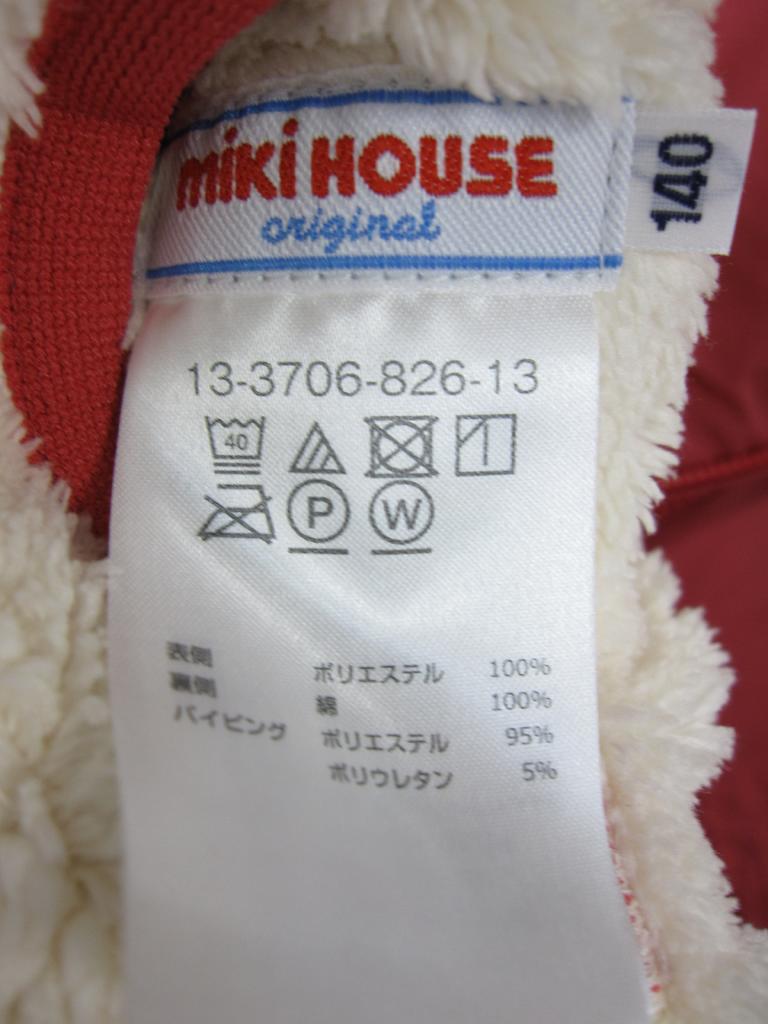 miki HOUSE
original
140
13-3706-826-13
40
P W
表側 ポリエステル 100%
裏側 綿 100%
パイピング ポリエステル 95%
ポリウレタン 5%